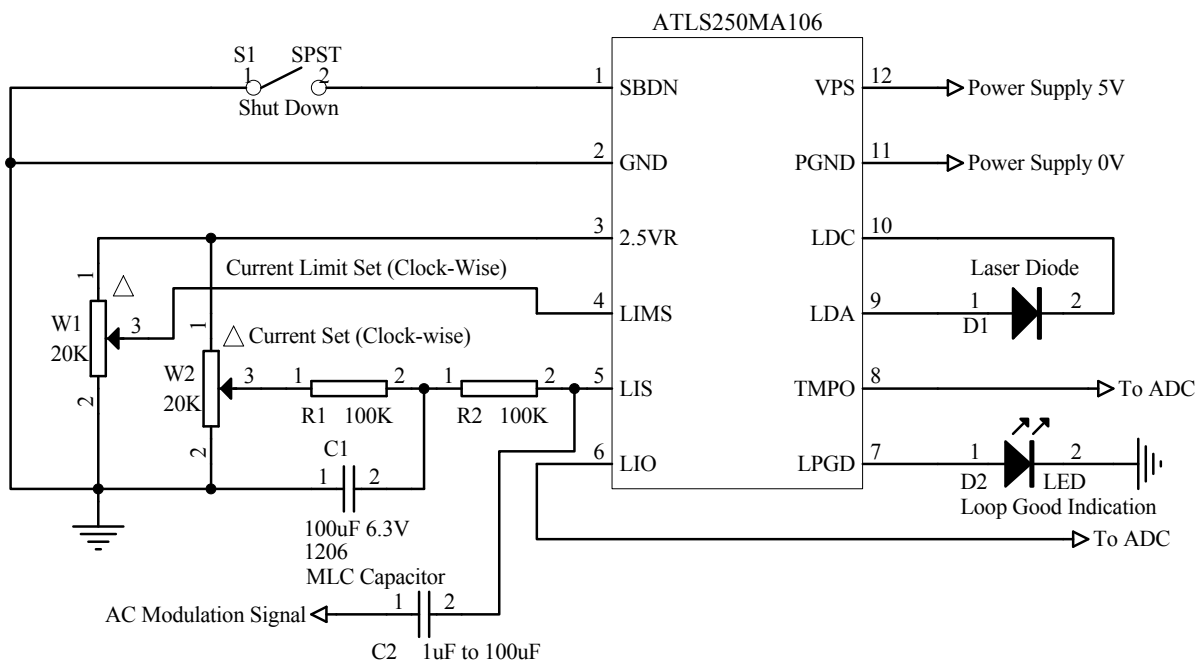 ATLS250MA106
S1 SPST
1 2
Shut Down
1 SBDN
VPS 12
Power Supply 5V
2 GND
PGND 11
Power Supply 0V
3 2.5VR
LDC 10
Current Limit Set (Clock-Wise)
Laser Diode
1
W1
20K
3
2
4 LIMS
LDA 9
1 2
D1
1
Current Set (Clock-wise)
W2
20K
3
2
1 2
R1 100K
1 2
R2 100K
5 LIS
TMPO 8
To ADC
C1
1 2
100uF 6.3V
1206
MLC Capacitor
6 LIO
LPGD 7
1 2
D2 LED
Loop Good Indication
To ADC
AC Modulation Signal
1 2
C2 1uF to 100uF